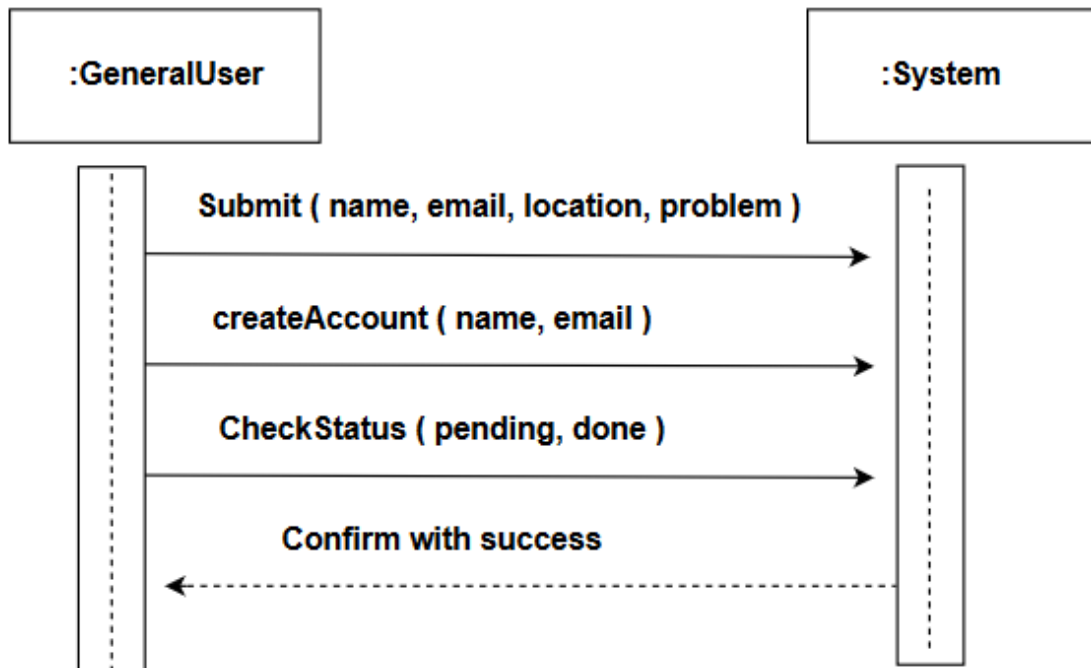 :GeneralUser
:System
Submit ( name, email, location, problem )
createAccount ( name, email )
CheckStatus ( pending, done )
Confirm with success